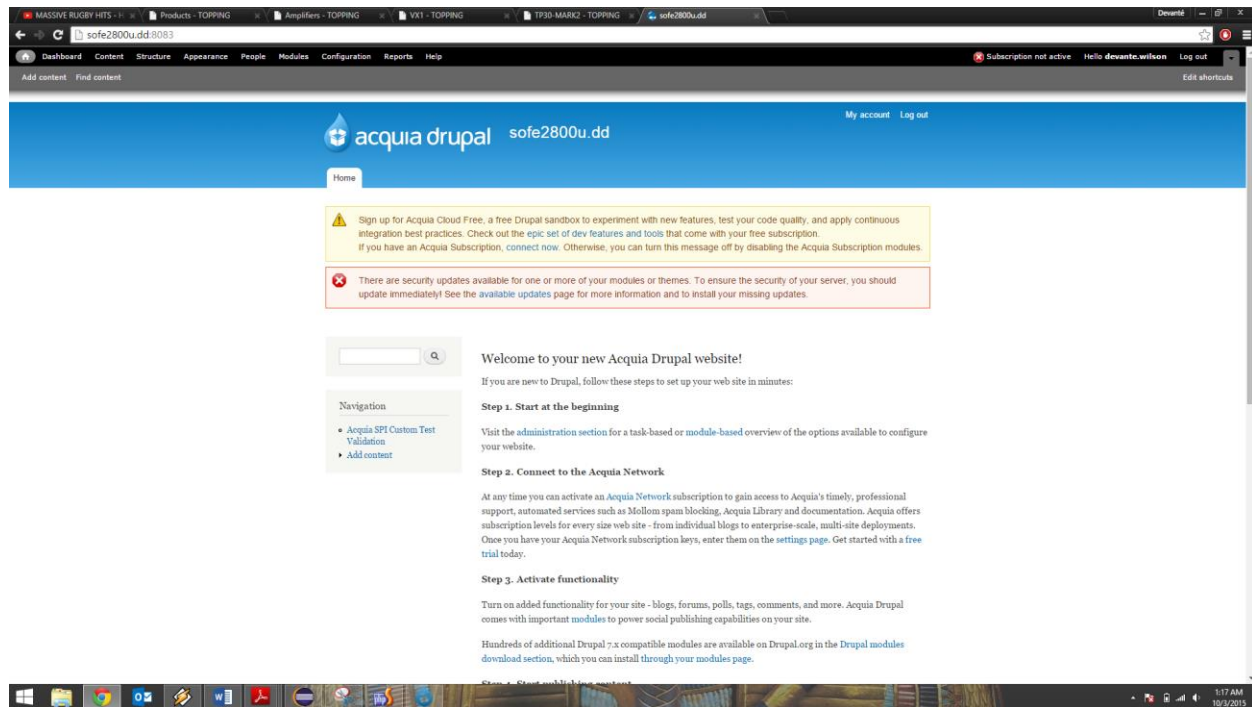 MASSIVE RUGBY HITS - H
Products - TOPPING
Amplifiers - TOPPING
VX1 - TOPPING
TP30-MARK2 - TOPPING
sofe2800u.dd
Devanté
sofe2800u.dd:8083
Dashboard Content Structure Appearance People Modules Configuration Reports Help
Subscription not active Hello devante.wilson Log out
Add content Find content
Edit shortcuts
My account Log out
acquia drupal sofe2800u.dd
Home
Sign up for Acquia Cloud Free, a free Drupal sandbox to experiment with new features, test your code quality, and apply continuous
integration best practices. Check out the epic set of dev features and tools that come with your free subscription.
If you have an Acquia Subscription, connect now. Otherwise, you can turn this message off by disabling the Acquia Subscription modules.
There are security updates available for one or more of your modules or themes. To ensure the security of your server, you should
update immediately! See the available updates page for more information and to install your missing updates.
Navigation
Acquia SPI Custom Test
Validation
Add content
Welcome to your new Acquia Drupal website!
If you are new to Drupal, follow these steps to set up your web site in minutes:
Step 1. Start at the beginning
Visit the administration section for a task-based or module-based overview of the options available to configure
your website.
Step 2. Connect to the Acquia Network
At any time you can activate an Acquia Network subscription to gain access to Acquia's timely, professional
support, automated services such as Mollom spam blocking, Acquia Library and documentation. Acquia offers
subscription levels for every size web site - from individual blogs to enterprise-scale, multi-site deployments.
Once you have your Acquia Network subscription keys, enter them on the settings page. Get started with a free
trial today.
Step 3. Activate functionality
Turn on added functionality for your site - blogs, forums, polls, tags, comments, and more. Acquia Drupal
comes with important modules to power social publishing capabilities on your site.
Hundreds of additional Drupal 7.x compatible modules are available on Drupal.org in the Drupal modules
download section, which you can install through your modules page.
Step 4. Start publishing content
1:17 AM
10/3/2015